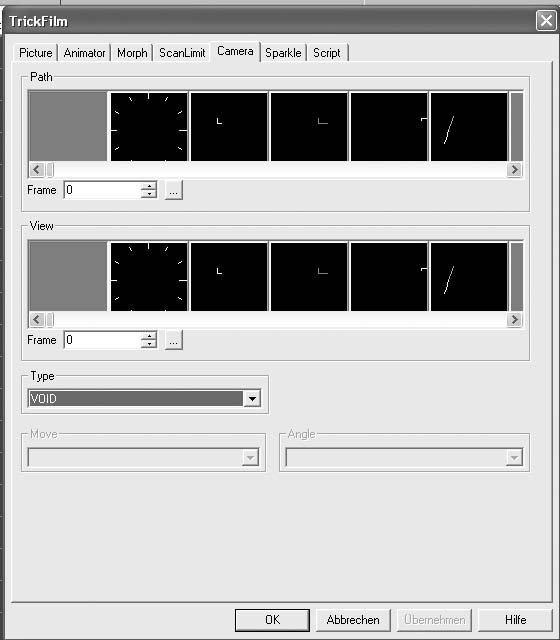 TrickFilm
Picture Animator Morph ScanLimit Camera Sparkle Script
Path
Frame 0 ...
View
Frame 0 ...
Type
VOID
Move Angle
OK Abbrechen Übernehmen Hilfe